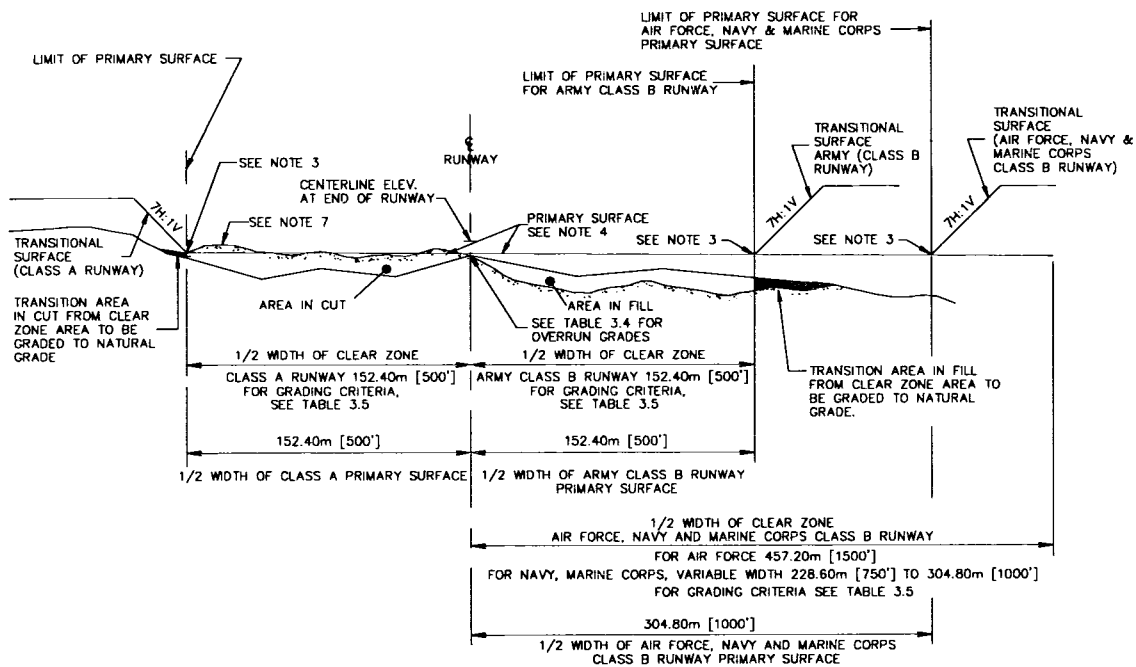 LIMIT OF PRIMARY SURFACE FOR
AIR FORCE, NAVY & MARINE CORPS
PRIMARY SURFACE
LIMIT OF PRIMARY SURFACE
LIMIT OF PRIMARY SURFACE
FOR ARMY CLASS B RUNWAY
TRANSITIONAL
SURFACE
ARMY (CLASS B
RUNWAY)
TRANSITIONAL
SURFACE
(AIR FORCE, NAVY &
MARINE CORPS
CLASS B RUNWAY)
℄
RUNWAY
SEE NOTE 3
CENTERLINE ELEV.
AT END OF RUNWAY
7H:1V
SEE NOTE 7
PRIMARY SURFACE
SEE NOTE 4
7H:1V
7H:1V
SEE NOTE 3
SEE NOTE 3
TRANSITIONAL
SURFACE
(CLASS A RUNWAY)
AREA IN CUT
AREA IN FILL
TRANSITION AREA
IN CUT FROM CLEAR
ZONE AREA TO BE
GRADED TO NATURAL
GRADE
SEE TABLE 3.4 FOR
OVERRUN GRADES
1/2 WIDTH OF CLEAR ZONE
CLASS A RUNWAY 152.40m [500']
FOR GRADING CRITERIA,
SEE TABLE 3.5
1/2 WIDTH OF CLEAR ZONE
ARMY CLASS B RUNWAY 152.40m [500']
FOR GRADING CRITERIA,
SEE TABLE 3.5
TRANSITION AREA IN FILL
FROM CLEAR ZONE AREA TO
BE GRADED TO NATURAL
GRADE.
152.40m [500']
1/2 WIDTH OF CLASS A PRIMARY SURFACE
152.40m [500']
1/2 WIDTH OF ARMY CLASS B RUNWAY
PRIMARY SURFACE
1/2 WIDTH OF CLEAR ZONE
AIR FORCE, NAVY AND MARINE CORPS CLASS B RUNWAY
FOR AIR FORCE 457.20m [1500']
FOR NAVY, MARINE CORPS, VARIABLE WIDTH 228.60m [750'] TO 304.80m [1000']
FOR GRADING CRITERIA SEE TABLE 3.5
304.80m [1000']
1/2 WIDTH OF AIR FORCE, NAVY AND MARINE CORPS
CLASS B RUNWAY PRIMARY SURFACE